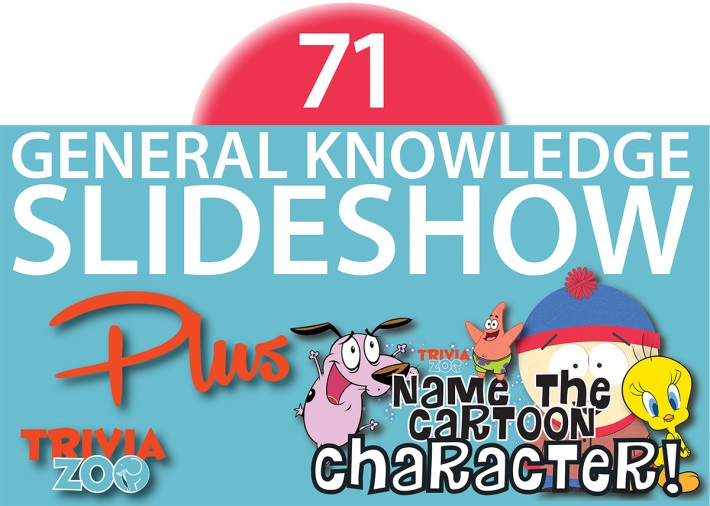 71
GENERAL KNOWLEDGE
SLIDESHOW
Plus
TRIVIA
ZOO
TRIVIA
ZOO
NAME THE
CARTOON
CHARACTER!